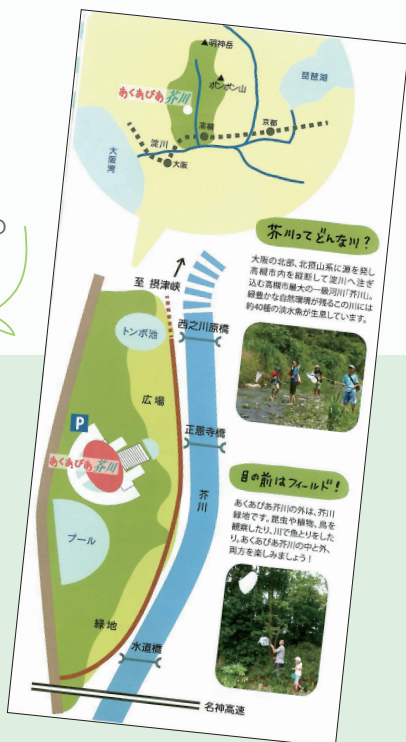 ▲明神岳
▲ポンポン山
琵琶湖
あくあぴあ芥川
高槻
京都
淀川
大阪
大阪湾
芥川ってどんな川？
大阪の北部、北摂山系に源を発し
高槻市内を縦断して淀川へ注ぎ
込む高槻市最大の一級河川「芥川」。
緑豊かな自然環境が残るこの川には
約40種の淡水魚が生息しています。
至 摂津峡
トンボ池
西之川原橋
広場
P
正恩寺橋
あくあぴあ芥川
芥川
目の前はフィールド！
あくあぴあ芥川の外は、芥川
緑地です。昆虫や植物、鳥を
観察したり、川で魚とりをした
り。あくあぴあ芥川の中と外、
両方を楽しみましょう！
プール
緑地
水道橋
名神高速
の